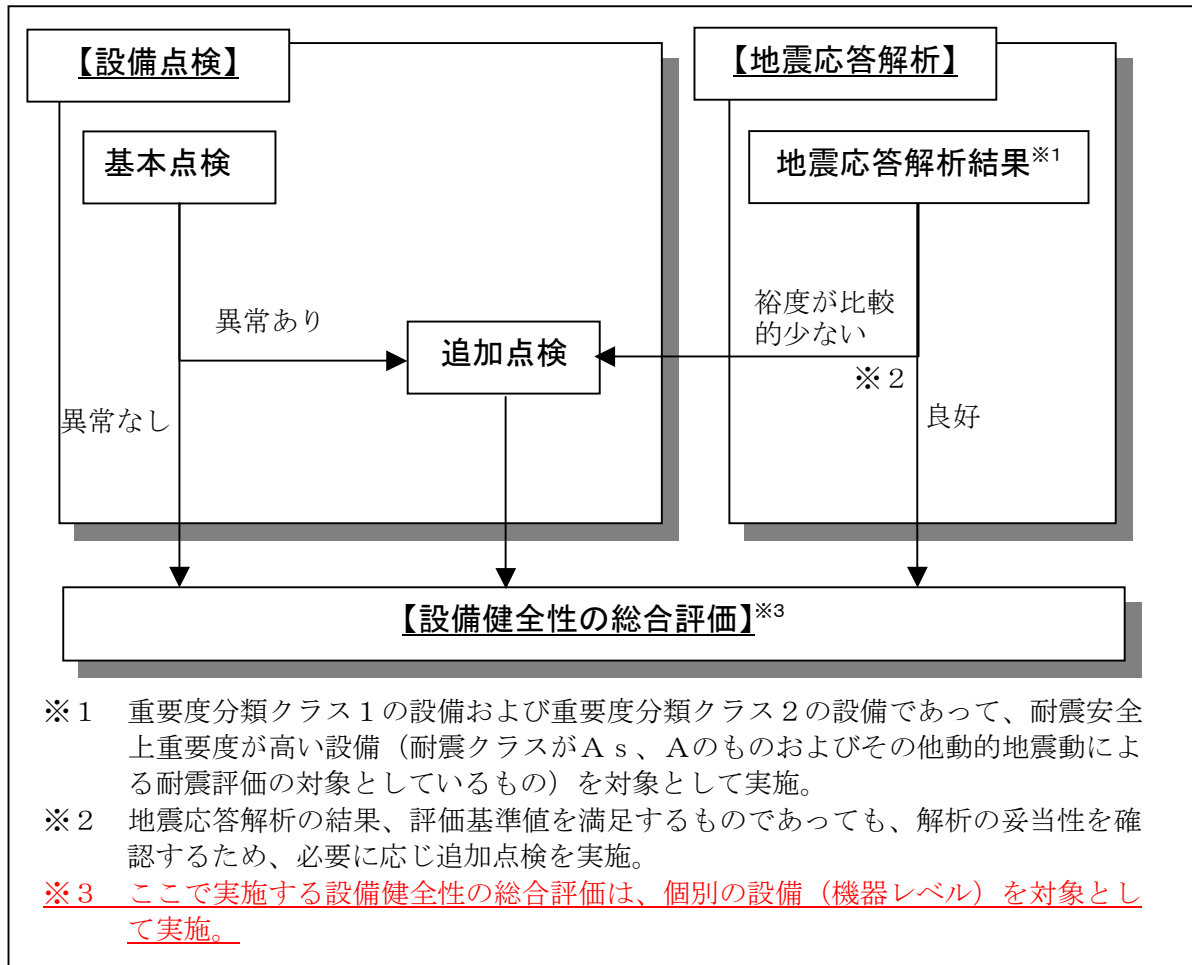 【設備点検】
【地震応答解析】
基本点検
地震応答解析結果※1
異常あり
追加点検
裕度が比較
的少ない
※２
異常なし
良好
【設備健全性の総合評価】※3
※１　重要度分類クラス１の設備および重要度分類クラス２の設備であって、耐震安全
上重要度が高い設備（耐震クラスがＡｓ、Ａのものおよびその他動的地震動によ
る耐震評価の対象としているもの）を対象として実施。
※２　地震応答解析の結果、評価基準値を満足するものであっても、解析の妥当性を確
認するため、必要に応じ追加点検を実施。
※３　ここで実施する設備健全性の総合評価は、個別の設備（機器レベル）を対象とし
て実施。